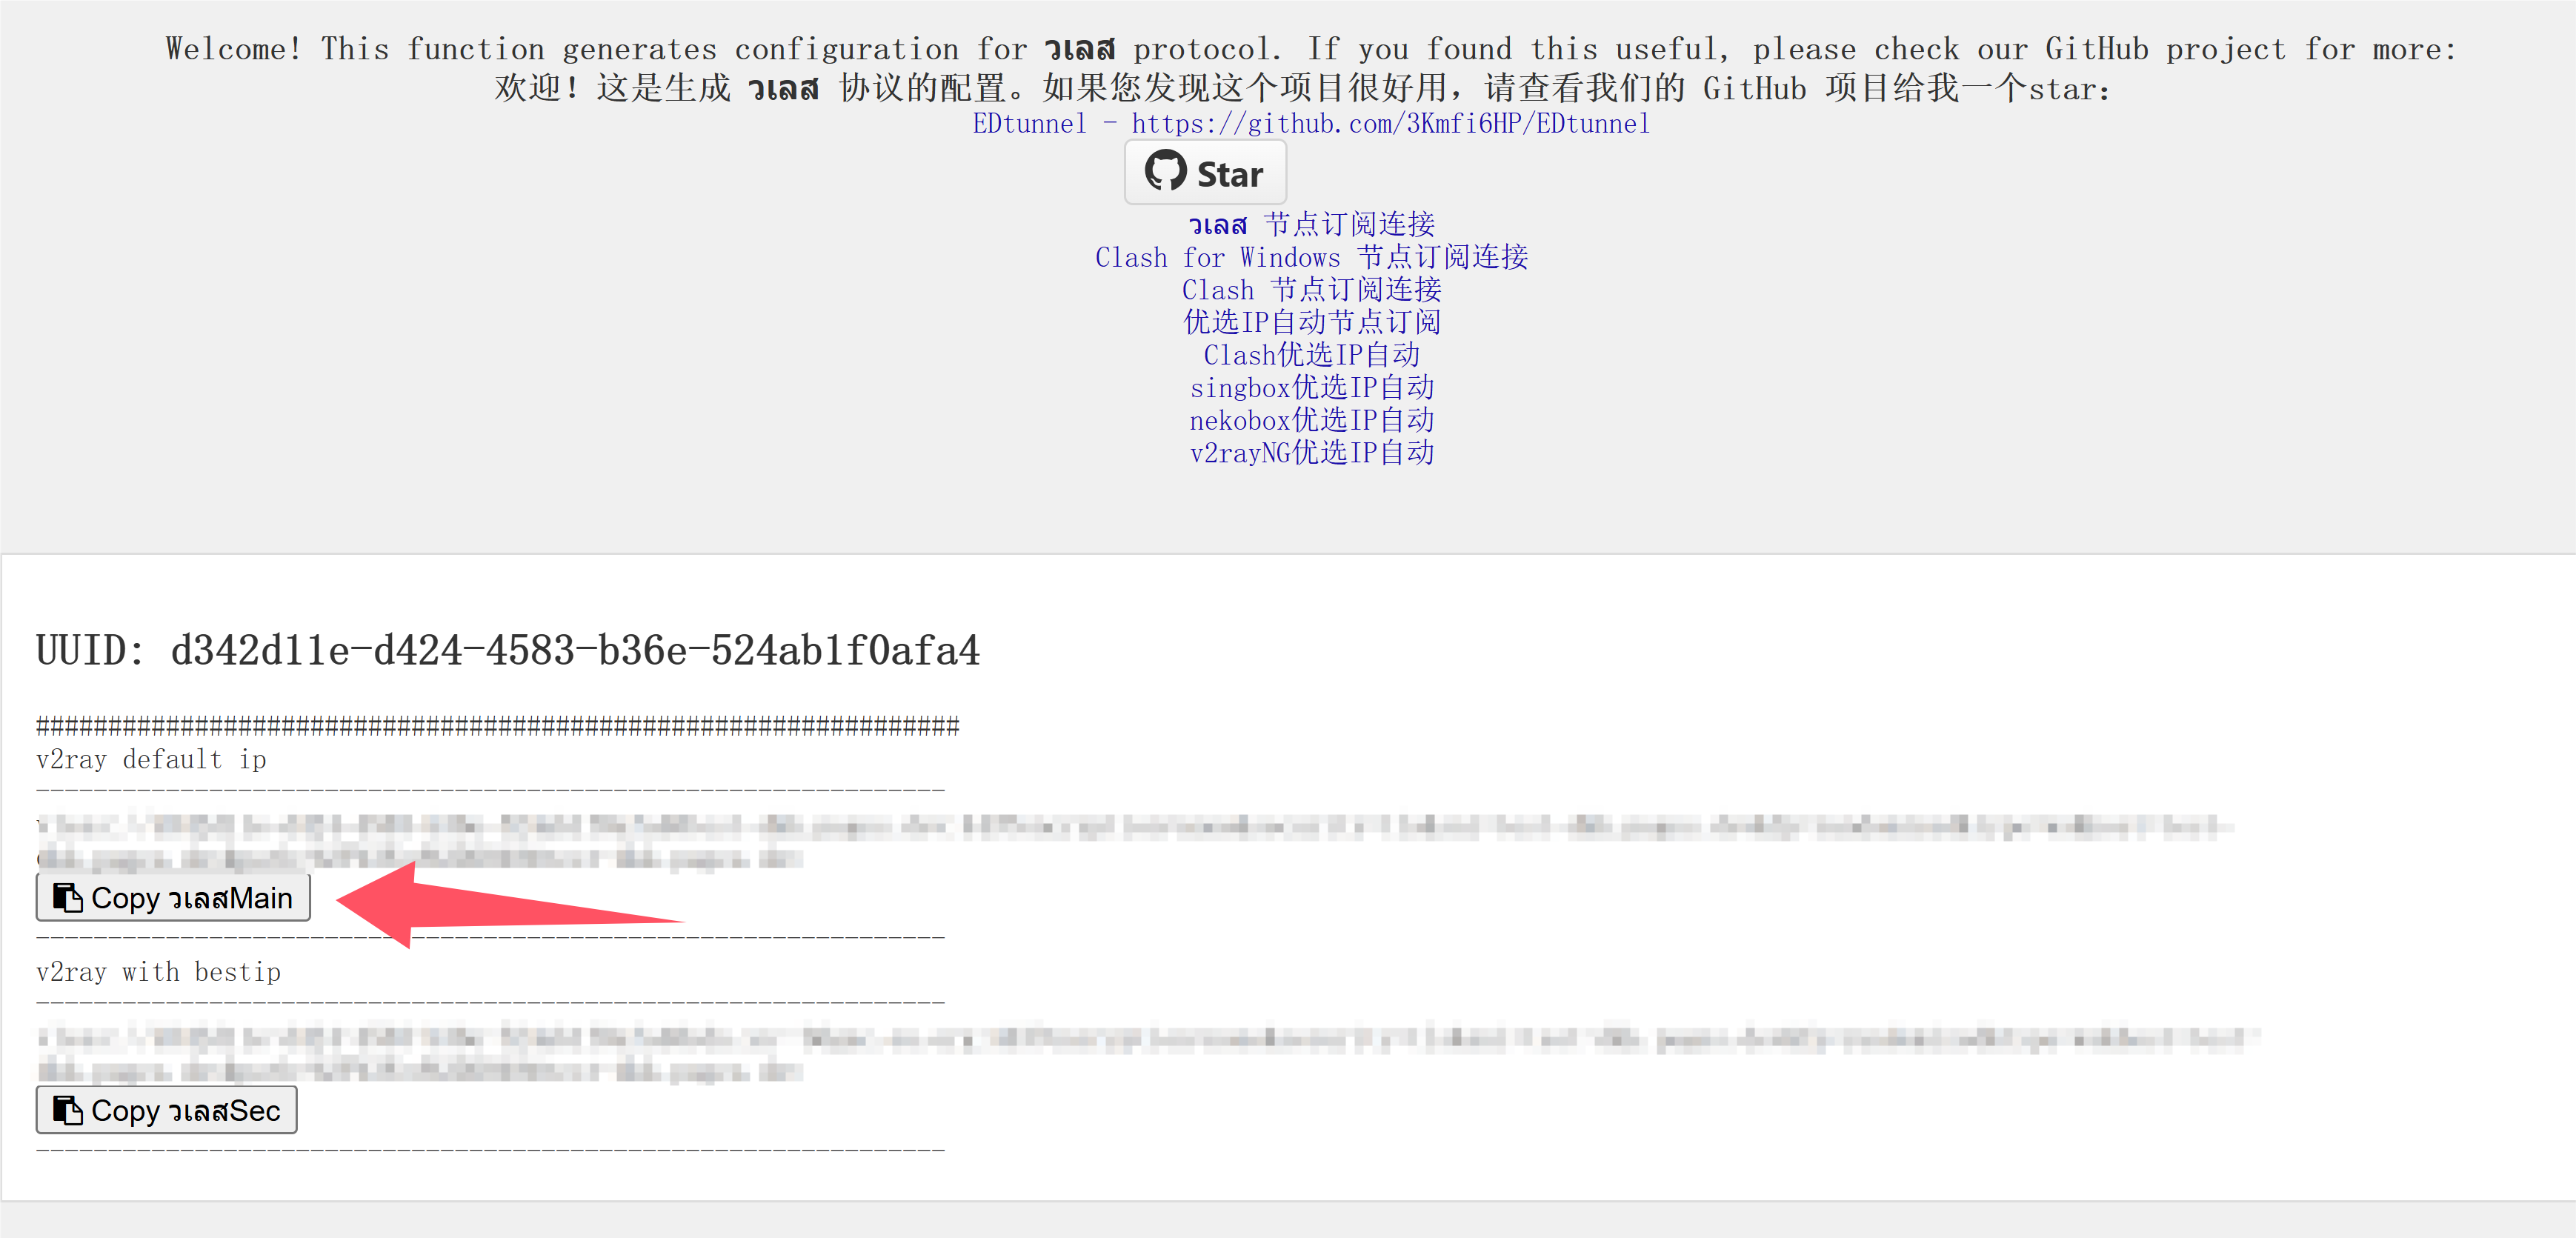 Welcome! This function generates configuration for วเลส protocol. If you found this useful, please check our GitHub project for more:
欢迎！这是生成 วเลส 协议的配置。如果您发现这个项目很好用，请查看我们的 GitHub 项目给我一个star：
EDtunnel - https://github.com/3Kmfi6HP/EDtunnel
Star
วเลส 节点订阅连接
Clash for Windows 节点订阅连接
Clash 节点订阅连接
优选IP自动节点订阅
Clash优选IP自动
singbox优选IP自动
nekobox优选IP自动
v2rayNG优选IP自动
UUID: d342d11e-d424-4583-b36e-524ab1f0afa4
################################################################
v2ray default ip
---------------------------------------------------------------
Copy วเลสMain
---------------------------------------------------------------
v2ray with bestip
---------------------------------------------------------------
Copy วเลสSec
---------------------------------------------------------------